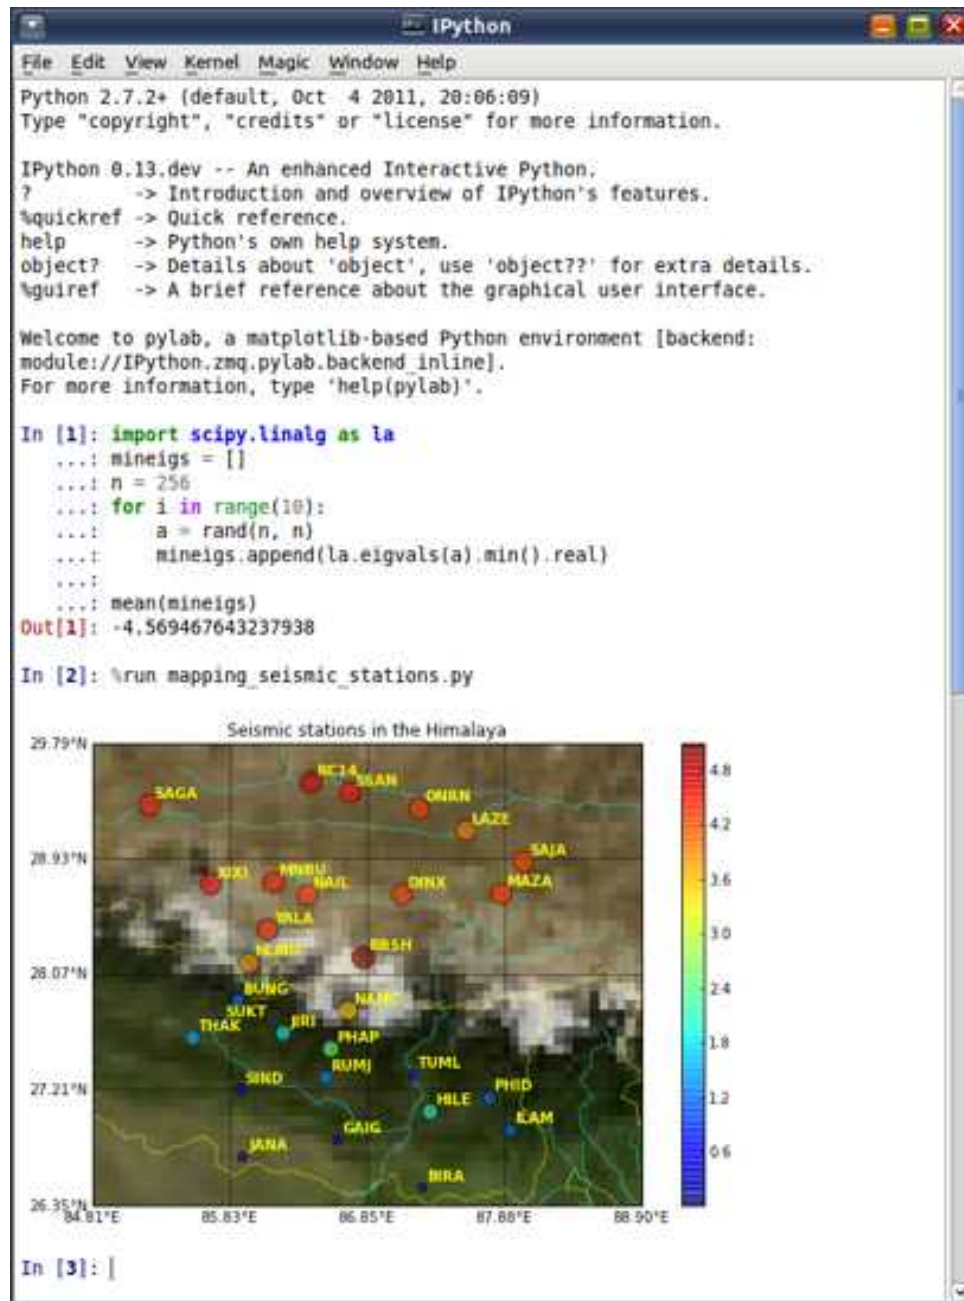 IPython
File Edit View Kernel Magic Window Help
Python 2.7.2+ (default, Oct  4 2011, 20:06:09)
Type "copyright", "credits" or "license" for more information.
IPython 0.13.dev -- An enhanced Interactive Python.
?         -> Introduction and overview of IPython's features.
%quickref -> Quick reference.
help      -> Python's own help system.
object?   -> Details about 'object', use 'object??' for extra details.
%guiref   -> A brief reference about the graphical user interface.
Welcome to pylab, a matplotlib-based Python environment [backend:
module://IPython.zmq.pylab.backend_inline].
For more information, type 'help(pylab)'.
In [1]: import scipy.linalg as la
   ...: mineigs = []
   ...: n = 256
   ...: for i in range(10):
   ...:     a = rand(n, n)
   ...:     mineigs.append(la.eigvals(a).min().real)
   ...:
   ...: mean(mineigs)
Out[1]: -4.569467643237938
In [2]: %run mapping_seismic_stations.py
Seismic stations in the Himalaya
29.79°N
4.8
RC14
SSAN
SAGA
ONRN
4.2
LAZE
28.93°N
SAJA
XIXI
MNBU
NAIL
DINX
MAZA
3.6
YALA
3.0
BBSH
28.07°N
BUNG
NAMC
2.4
SUKT
THAK
JIRI
PHAP
1.8
RUMJ
TUML
27.21°N
SIND
PHID
1.2
HILE
ILAM
GAIG
JANA
0.6
BIRA
26.35°N
84.81°E 85.83°E 86.85°E 87.88°E 88.90°E
In [3]: